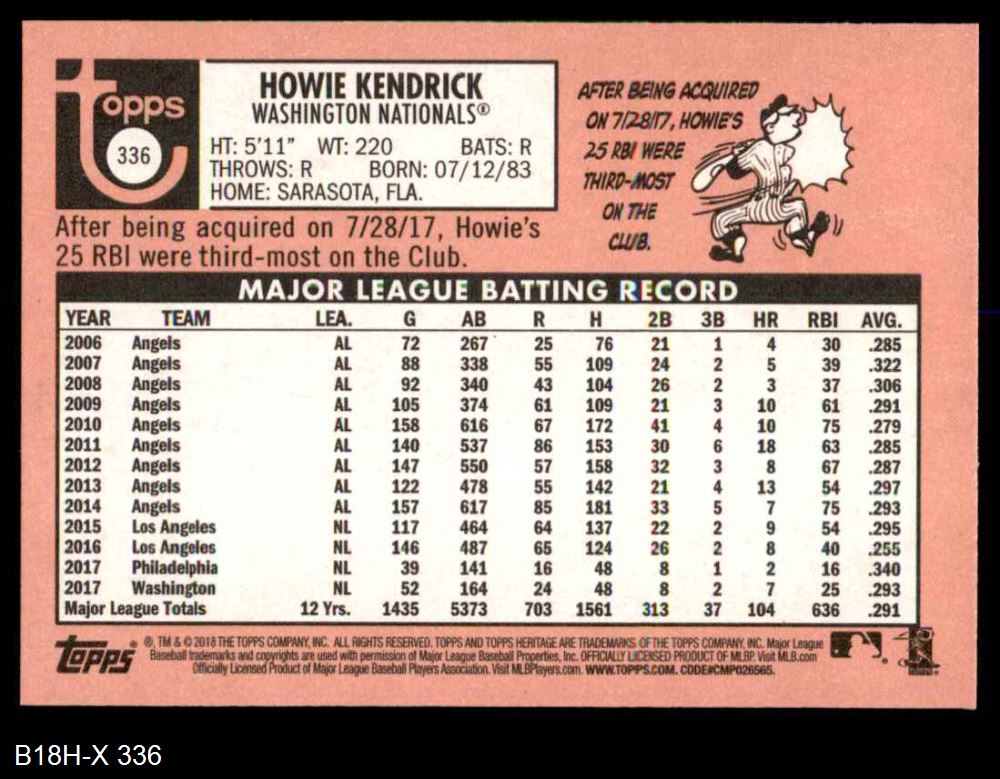 Topps
336
HOWIE KENDRICK
WASHINGTON NATIONALS®
HT: 5'11" WT: 220 BATS: R
THROWS: R BORN: 07/12/83
HOME: SARASOTA, FLA.
AFTER BEING ACQUIRED
ON 7/28/17, HOWIE'S
25 RBI WERE
THIRD-MOST
ON THE
CLUB.
After being acquired on 7/28/17, Howie's
25 RBI were third-most on the Club.
MAJOR LEAGUE BATTING RECORD
YEAR TEAM LEA. G AB R H 2B 3B HR RBI AVG.
2006 Angels AL 72 267 25 76 21 1 4 30 .285
2007 Angels AL 88 338 55 109 24 2 5 39 .322
2008 Angels AL 92 340 43 104 26 2 3 37 .306
2009 Angels AL 105 374 61 109 21 3 10 61 .291
2010 Angels AL 158 616 67 172 41 4 10 75 .279
2011 Angels AL 140 537 86 153 30 6 18 63 .285
2012 Angels AL 147 550 57 158 32 3 8 67 .287
2013 Angels AL 122 478 55 142 21 4 13 54 .297
2014 Angels AL 157 617 85 181 33 5 7 75 .293
2015 Los Angeles NL 117 464 64 137 22 2 9 54 .295
2016 Los Angeles NL 146 487 65 124 26 2 8 40 .255
2017 Philadelphia NL 39 141 16 48 8 1 2 16 .340
2017 Washington NL 52 164 24 48 8 2 7 25 .293
Major League Totals 12 Yrs. 1435 5373 703 1561 313 37 104 636 .291
Topps® ®, TM & © 2018 THE TOPPS COMPANY, INC. ALL RIGHTS RESERVED. TOPPS AND TOPPS HERITAGE ARE TRADEMARKS OF THE TOPPS COMPANY, INC. Major League
Baseball trademarks and copyrights are used with permission of Major League Baseball Properties, Inc. OFFICIALLY LICENSED PRODUCT OF MLBP. Visit MLB.com
Officially Licensed Product of Major League Baseball Players Association. Visit MLBPlayers.com. WWW.TOPPS.COM. CODE#CMP026565.
B18H-X 336